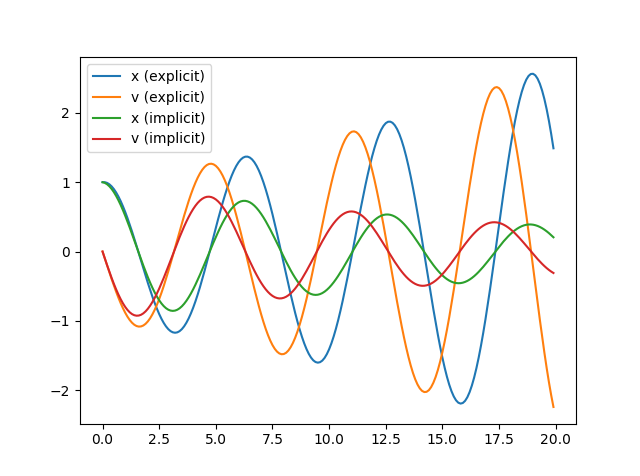 x (explicit)
v (explicit)
x (implicit)
v (implicit)
2
1
0
−1
−2
0.0 2.5 5.0 7.5 10.0 12.5 15.0 17.5 20.0